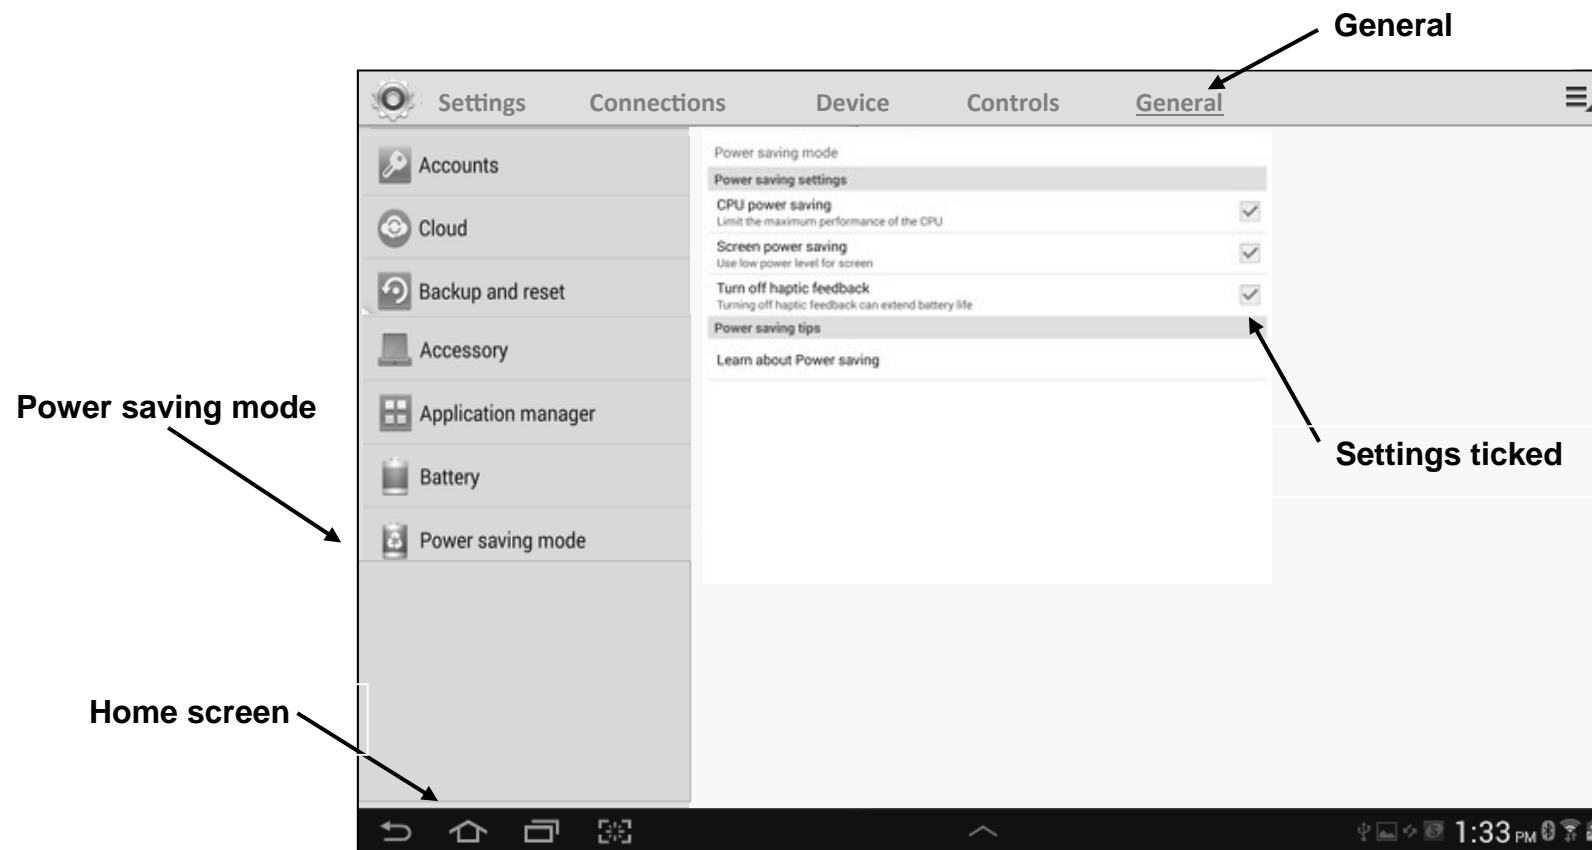 General
Settings Connections Device Controls General
Accounts
Cloud
Backup and reset
Accessory
Application manager
Battery
Power saving mode
Power saving mode
Power saving settings
CPU power saving
Limit the maximum performance of the CPU
Screen power saving
Use low power level for screen
Turn off haptic feedback
Turning off haptic feedback can extend battery life
Power saving tips
Learn about Power saving
Power saving mode
Settings ticked
Home screen
1:33 PM